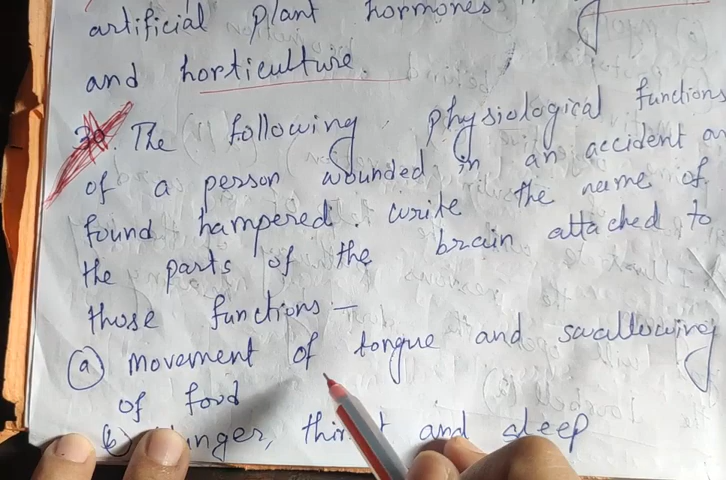 artificial plant hormones
and horticulture.
30. The following physiological functions
of a person wounded in an accident
found hampered. write the name of
the parts of the brain attached to
those functions —
(a) Movement of tongue and swallowing
of food
(b) Hunger, thirst and sleep